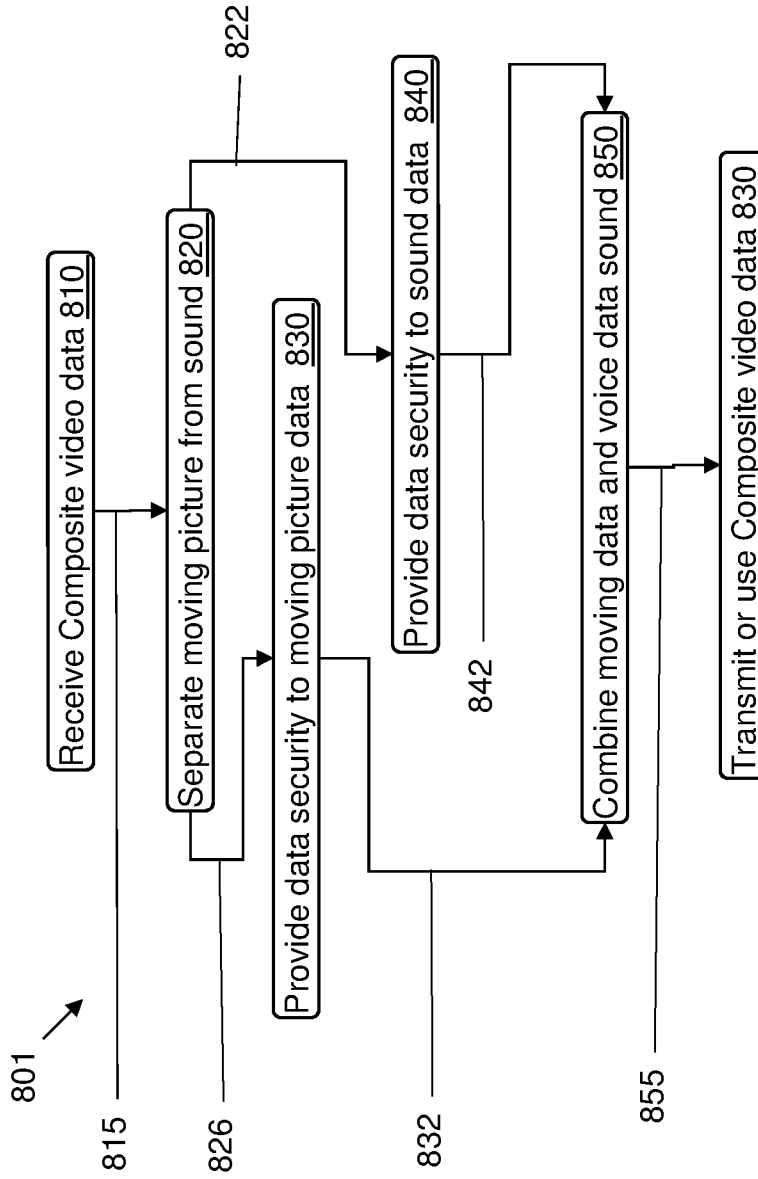 801
Receive Composite video data 810
815
Separate moving picture from sound 820
822
826
Provide data security to moving picture data 830
Provide data security to sound data 840
832
842
Combine moving data and voice data sound 850
855
Transmit or use Composite video data 830